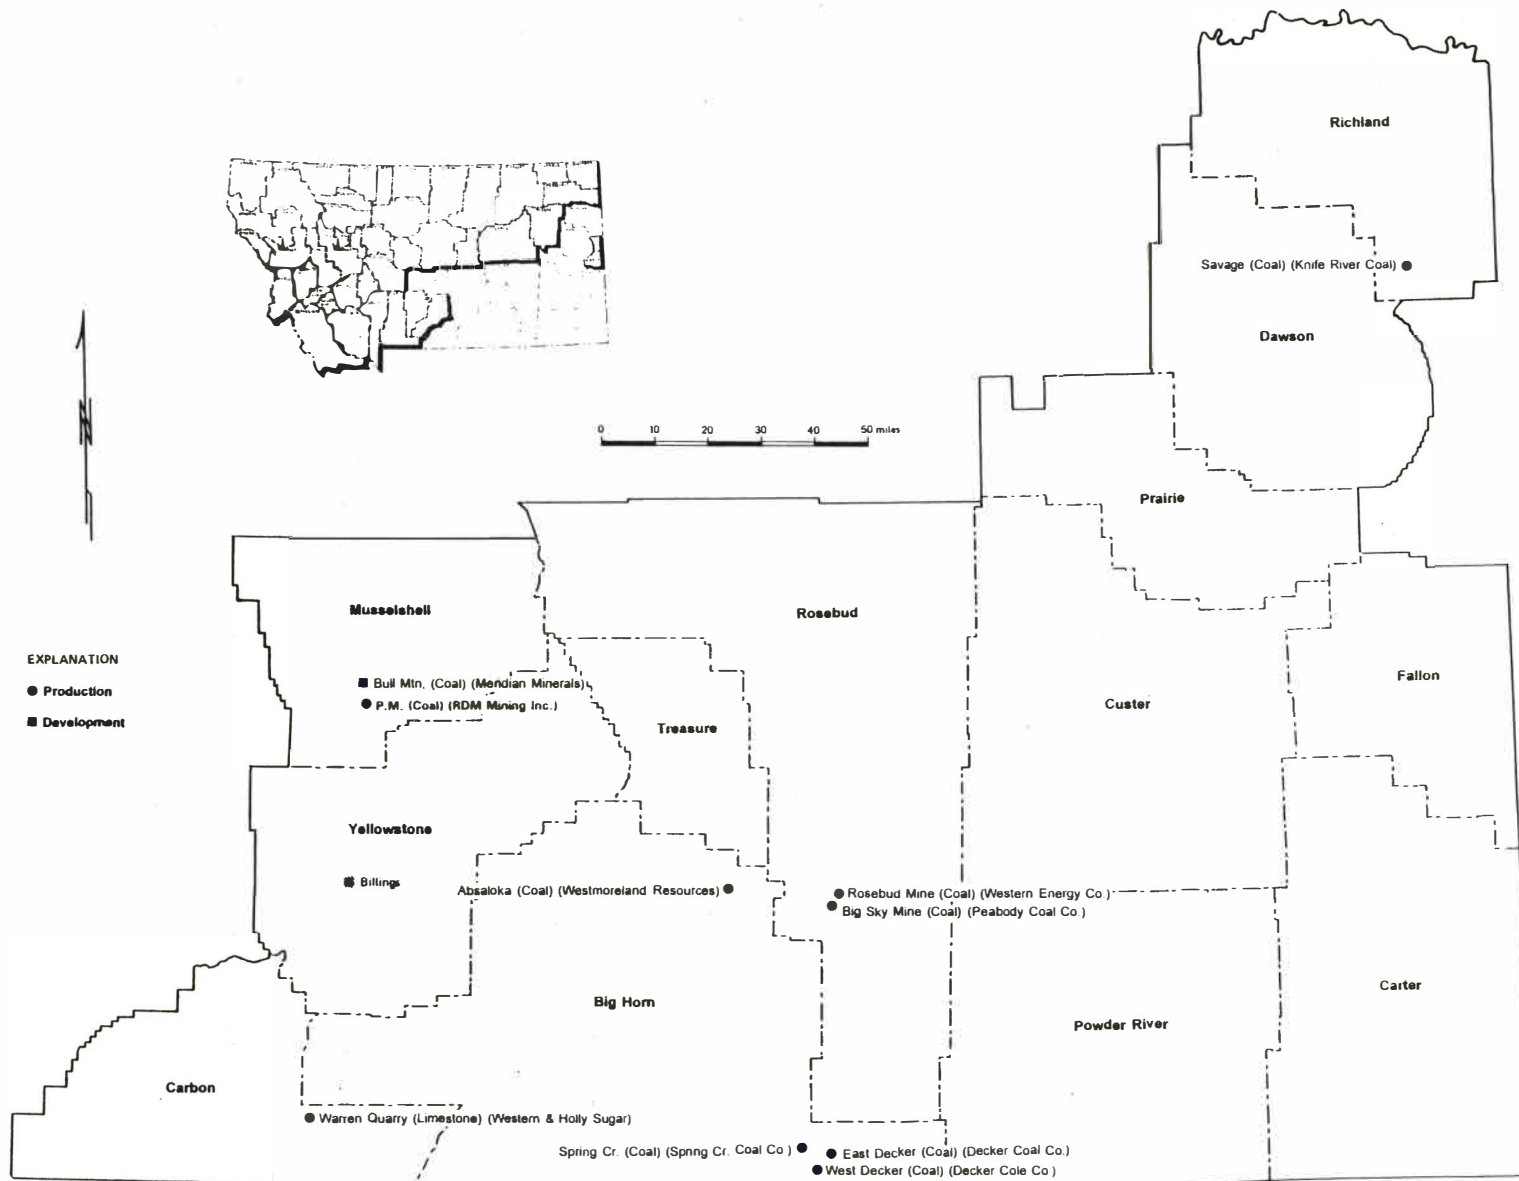 Richland
Savage (Coal) (Knife River Coal)
Dawson
N
0 10 20 30 40 50 miles
Prairie
Musselshell
Rosebud
EXPLANATION
Production
Development
Bull Mtn. (Coal) (Meridian Minerals)
P.M. (Coal) (RDM Mining Inc.)
Treasure
Custer
Fallon
Yellowstone
Billings
Absaloka (Coal) (Westmoreland Resources)
Rosebud Mine (Coal) (Western Energy Co.)
Big Sky Mine (Coal) (Peabody Coal Co.)
Big Horn
Carter
Powder River
Carbon
Warren Quarry (Limestone) (Western & Holly Sugar)
Spring Cr. (Coal) (Spring Cr. Coal Co.)
East Decker (Coal) (Decker Coal Co.)
West Decker (Coal) (Decker Cole Co.)